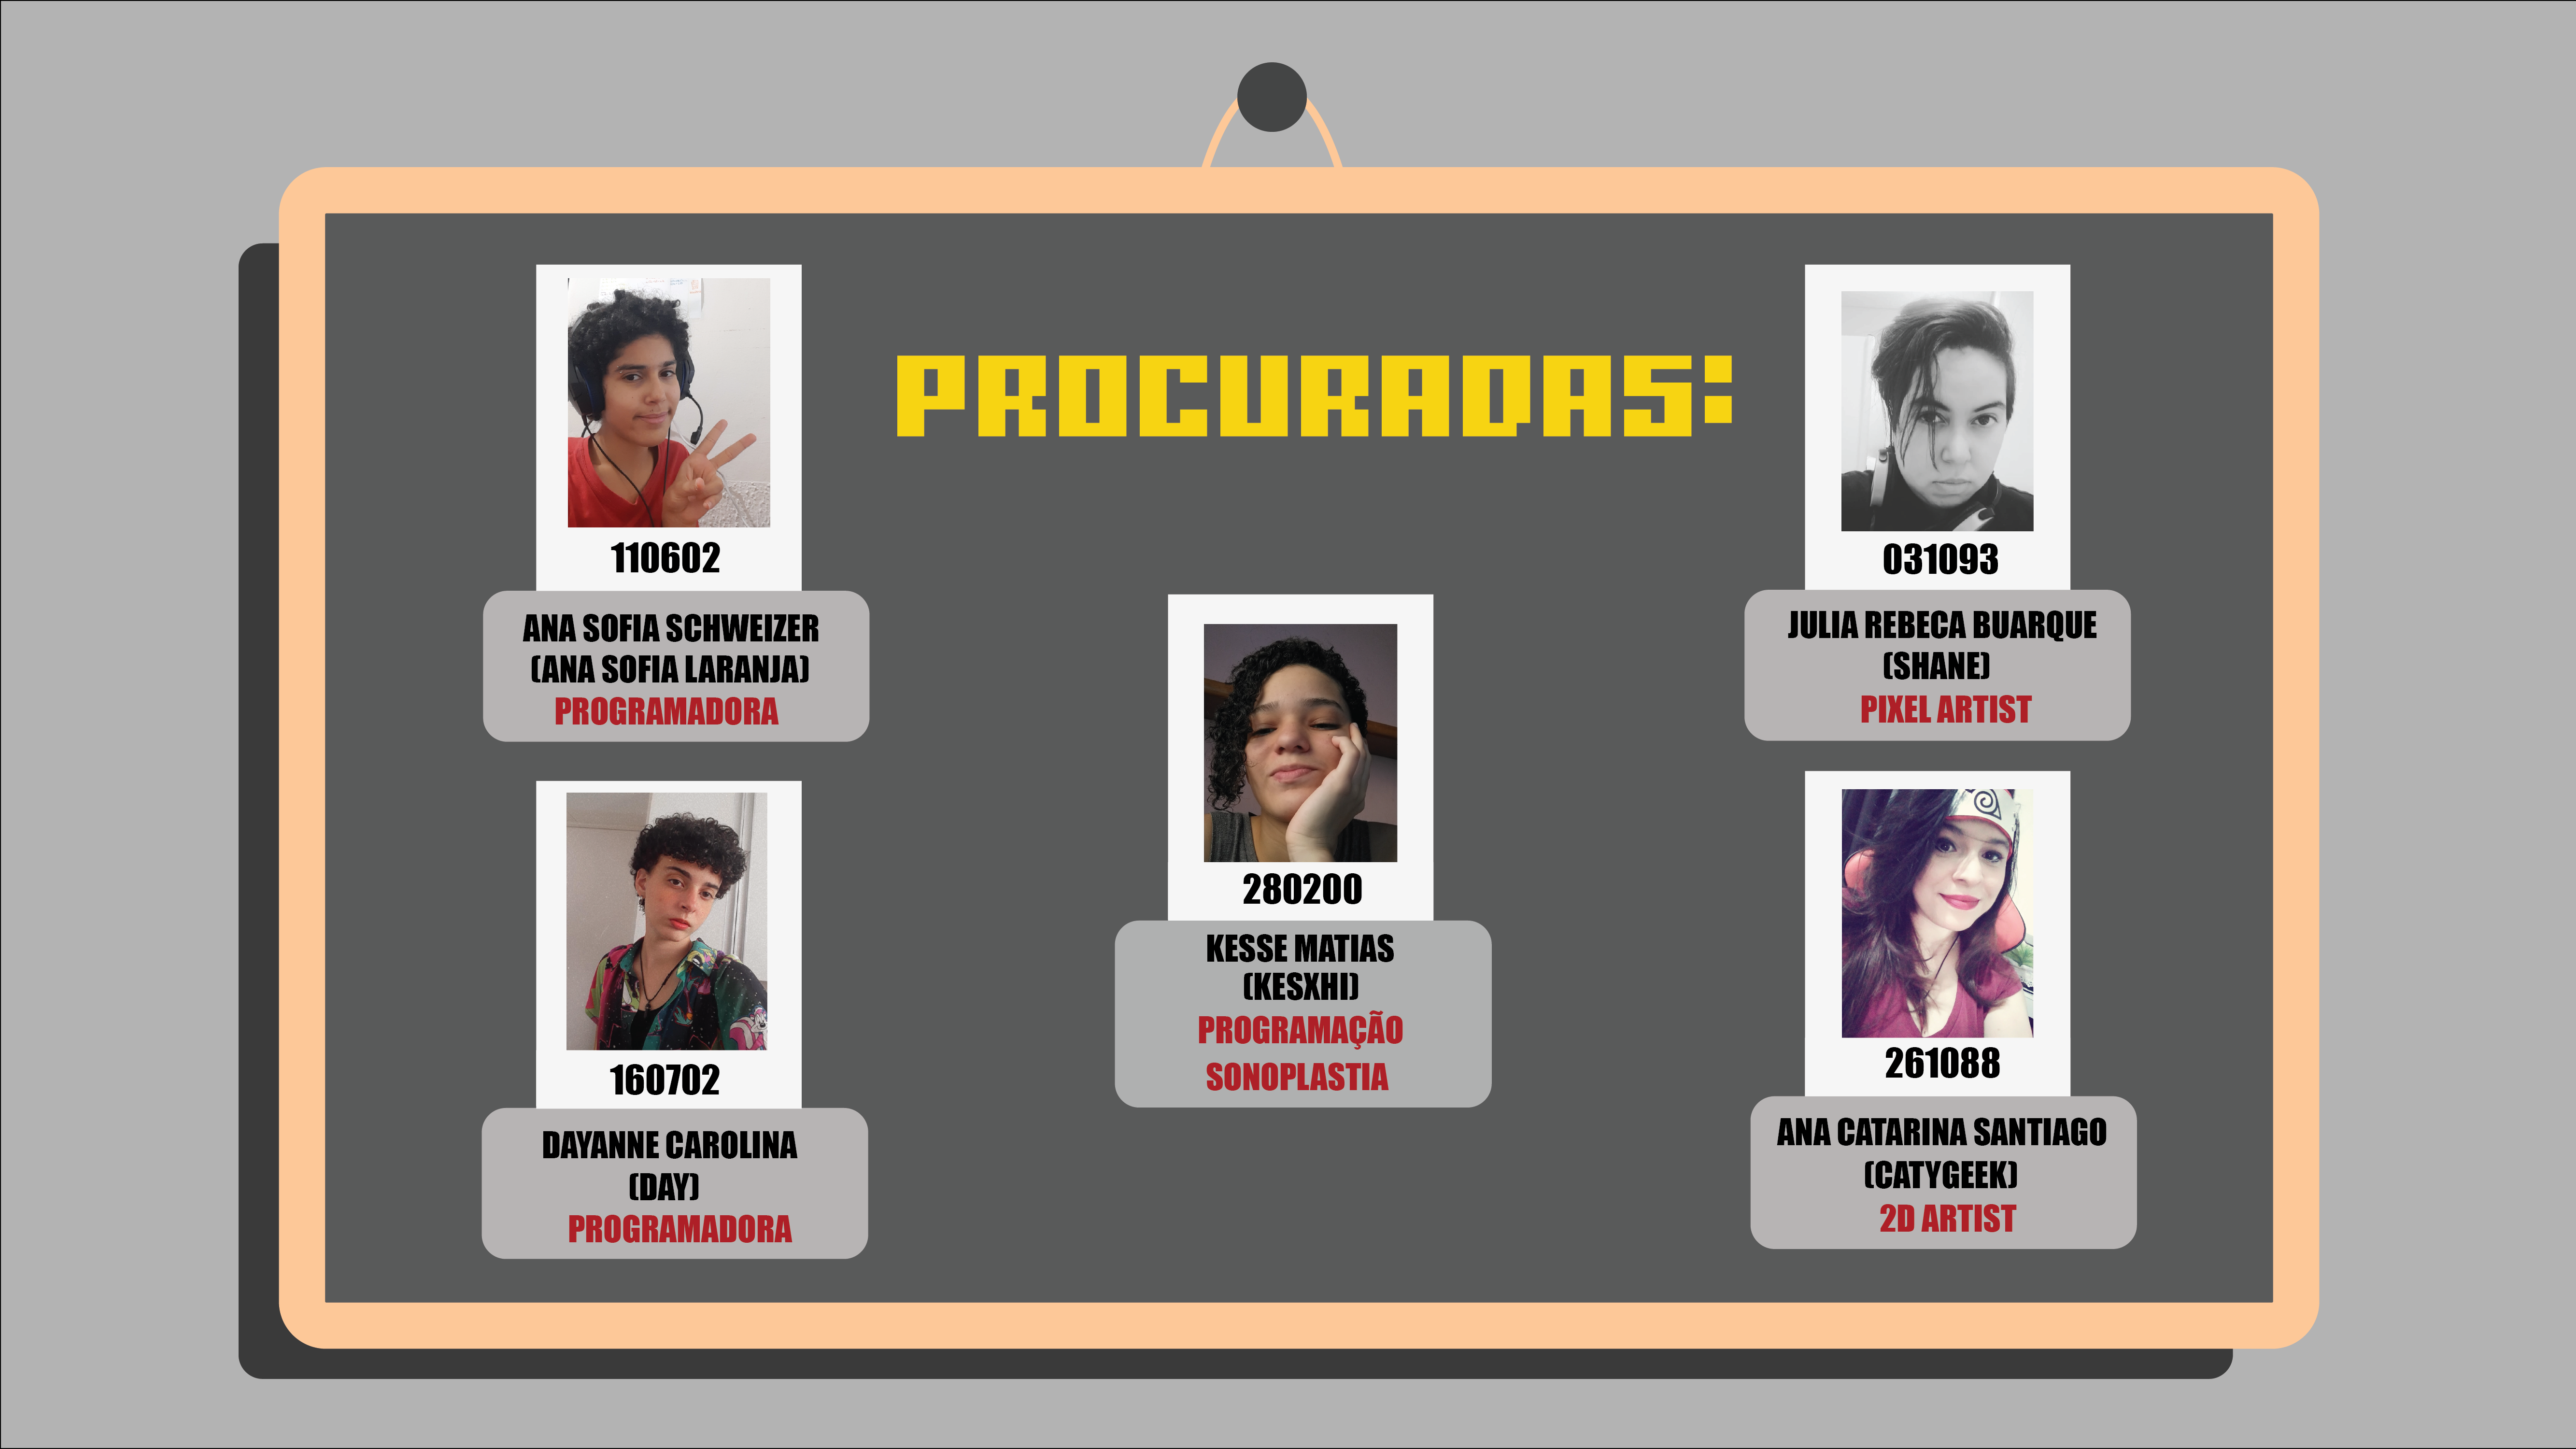 PROCURADAS:
110602
ANA SOFIA SCHWEIZER
(ANA SOFIA LARANJA)
PROGRAMADORA
160702
DAYANNE CAROLINA
(DAY)
PROGRAMADORA
280200
KESSE MATIAS
(KESXHI)
PROGRAMAÇÃO
SONOPLASTIA
031093
JULIA REBECA BUARQUE
(SHANE)
PIXEL ARTIST
261088
ANA CATARINA SANTIAGO
(CATYGEEK)
2D ARTIST